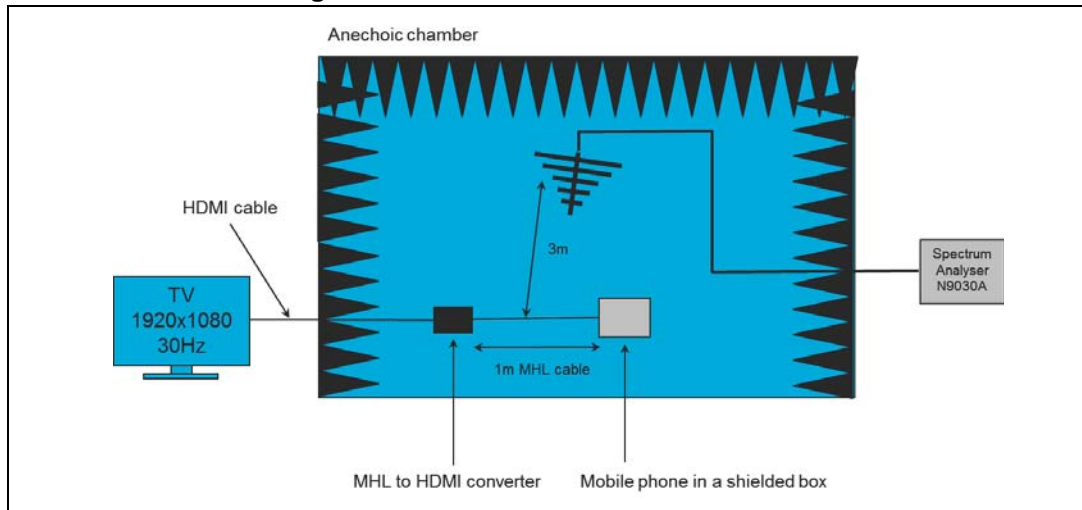 Anechoic chamber
HDMI cable
3m
Spectrum
Analyser
N9030A
TV
1920x1080
30Hz
1m MHL cable
MHL to HDMI converter
Mobile phone in a shielded box